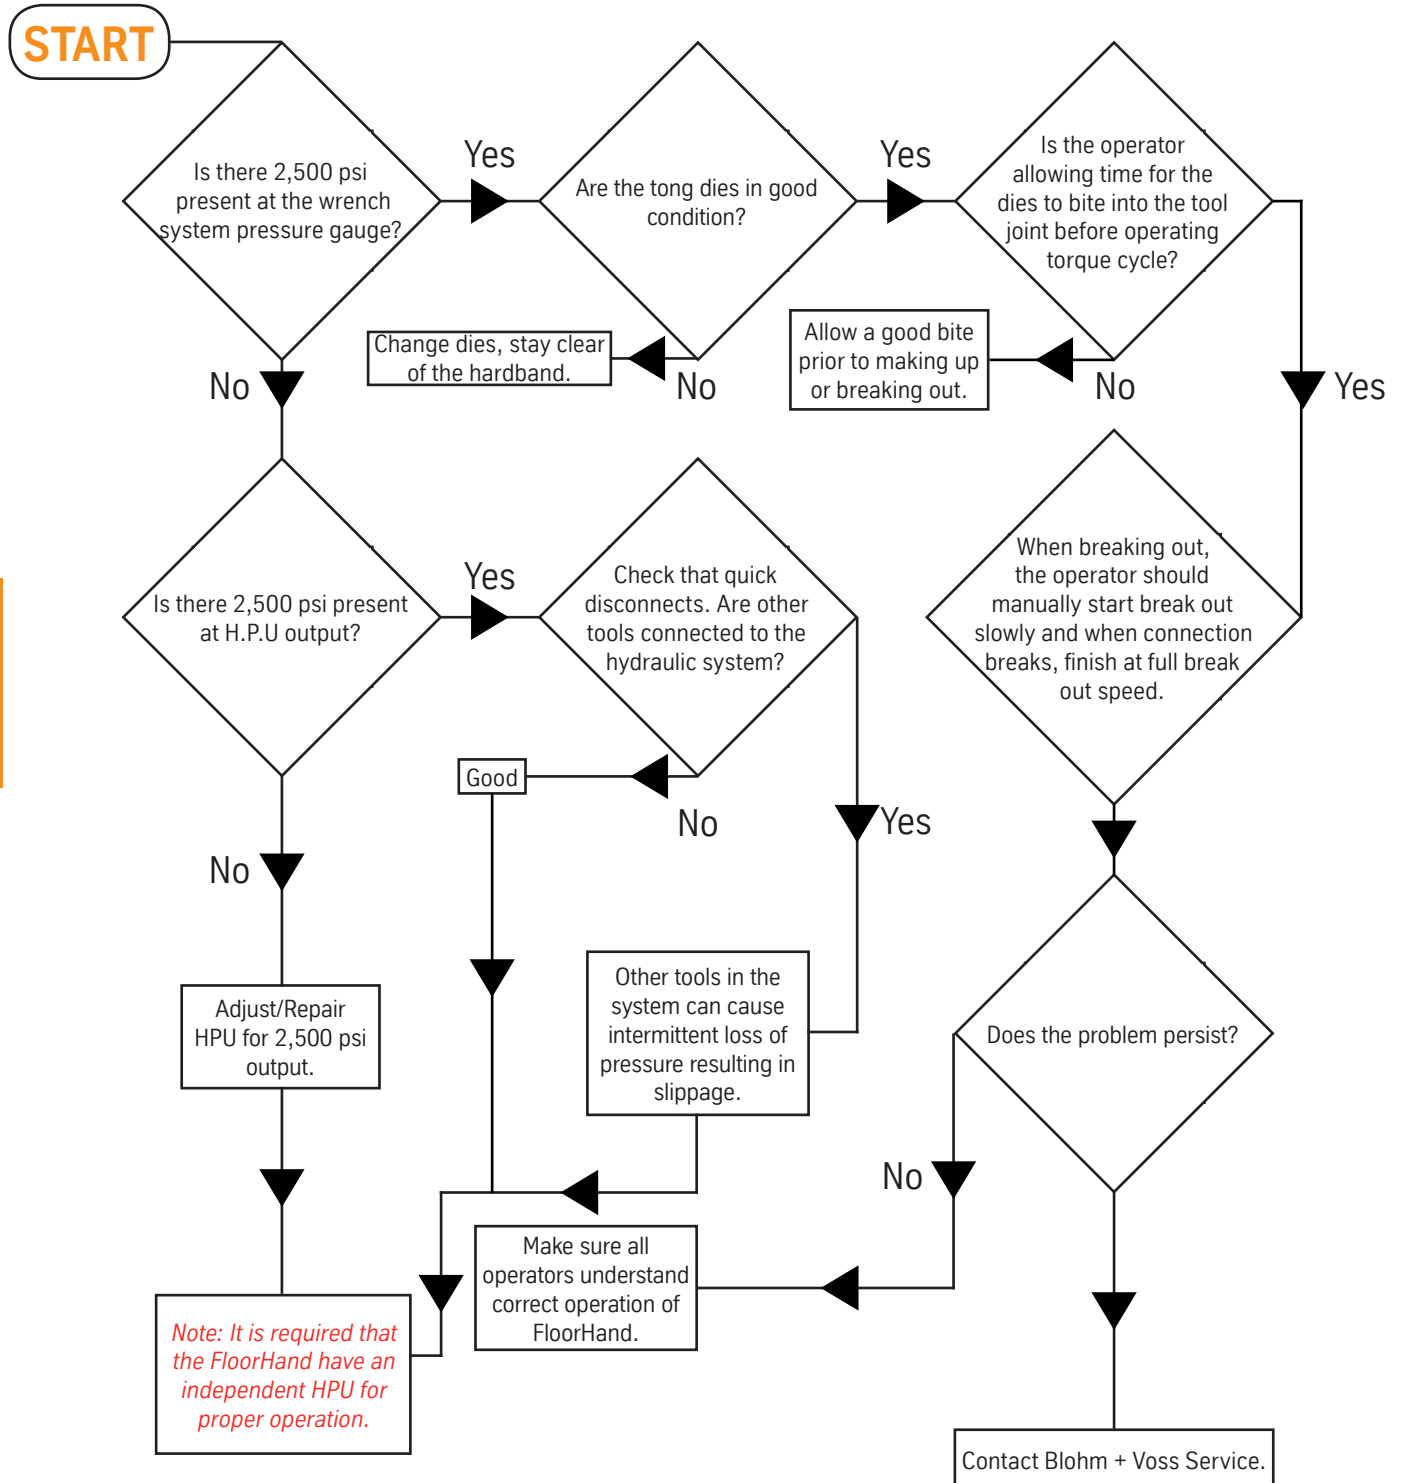 START
Is there 2,500 psi
present at the wrench
system pressure gauge?
Yes
Are the tong dies in good
condition?
Yes
Is the operator
allowing time for the
dies to bite into the tool
joint before operating
torque cycle?
Change dies, stay clear
of the hardband.
No
Allow a good bite
prior to making up
or breaking out.
No
Yes
No
Is there 2,500 psi present
at H.P.U output?
Yes
Check that quick
disconnects. Are other
tools connected to the
hydraulic system?
When breaking out,
the operator should
manually start break out
slowly and when connection
breaks, finish at full break
out speed.
Good
No
Yes
No
Adjust/Repair
HPU for 2,500 psi
output.
Other tools in the
system can cause
intermittent loss of
pressure resulting in
slippage.
Does the problem persist?
No
Make sure all
operators understand
correct operation of
FloorHand.
Note: It is required that
the FloorHand have an
independent HPU for
proper operation.
Contact Blohm + Voss Service.